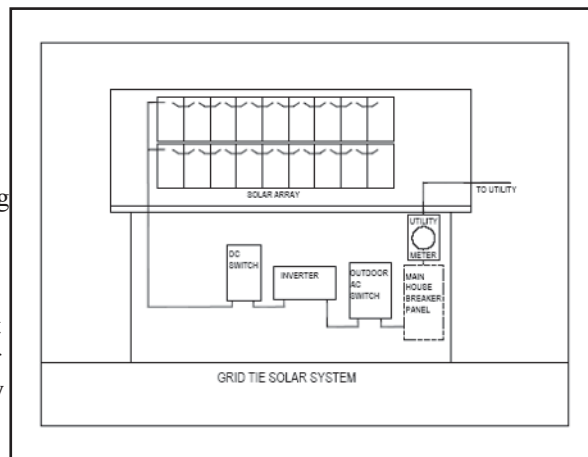 SOLAR ARRAY
TO UTILITY
UTILITY
METER
DC
SWITCH
INVERTER
OUTDOOR
AC
SWITCH
MAIN
HOUSE
BREAKER
PANEL
GRID TIE SOLAR SYSTEM